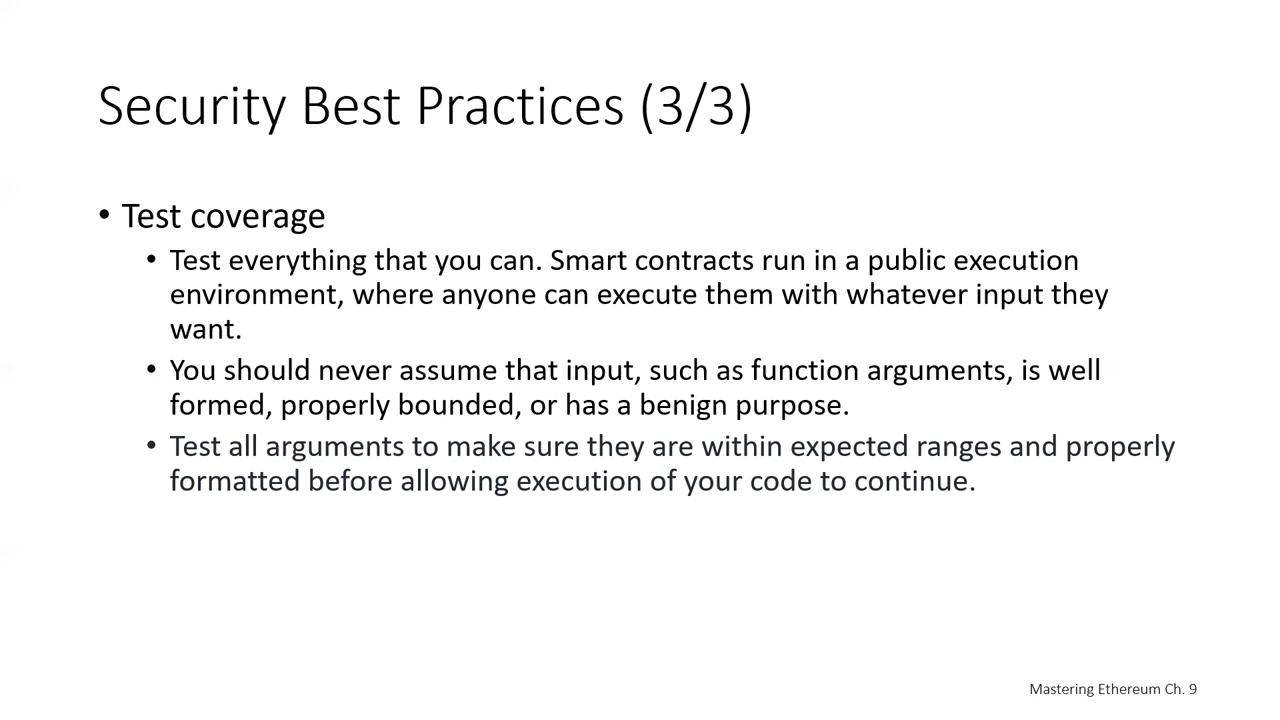 Security Best Practices (3/3)
• Test coverage
• Test everything that you can. Smart contracts run in a public execution
environment, where anyone can execute them with whatever input they
want.
• You should never assume that input, such as function arguments, is well
formed, properly bounded, or has a benign purpose.
• Test all arguments to make sure they are within expected ranges and properly
formatted before allowing execution of your code to continue.
Mastering Ethereum Ch. 9